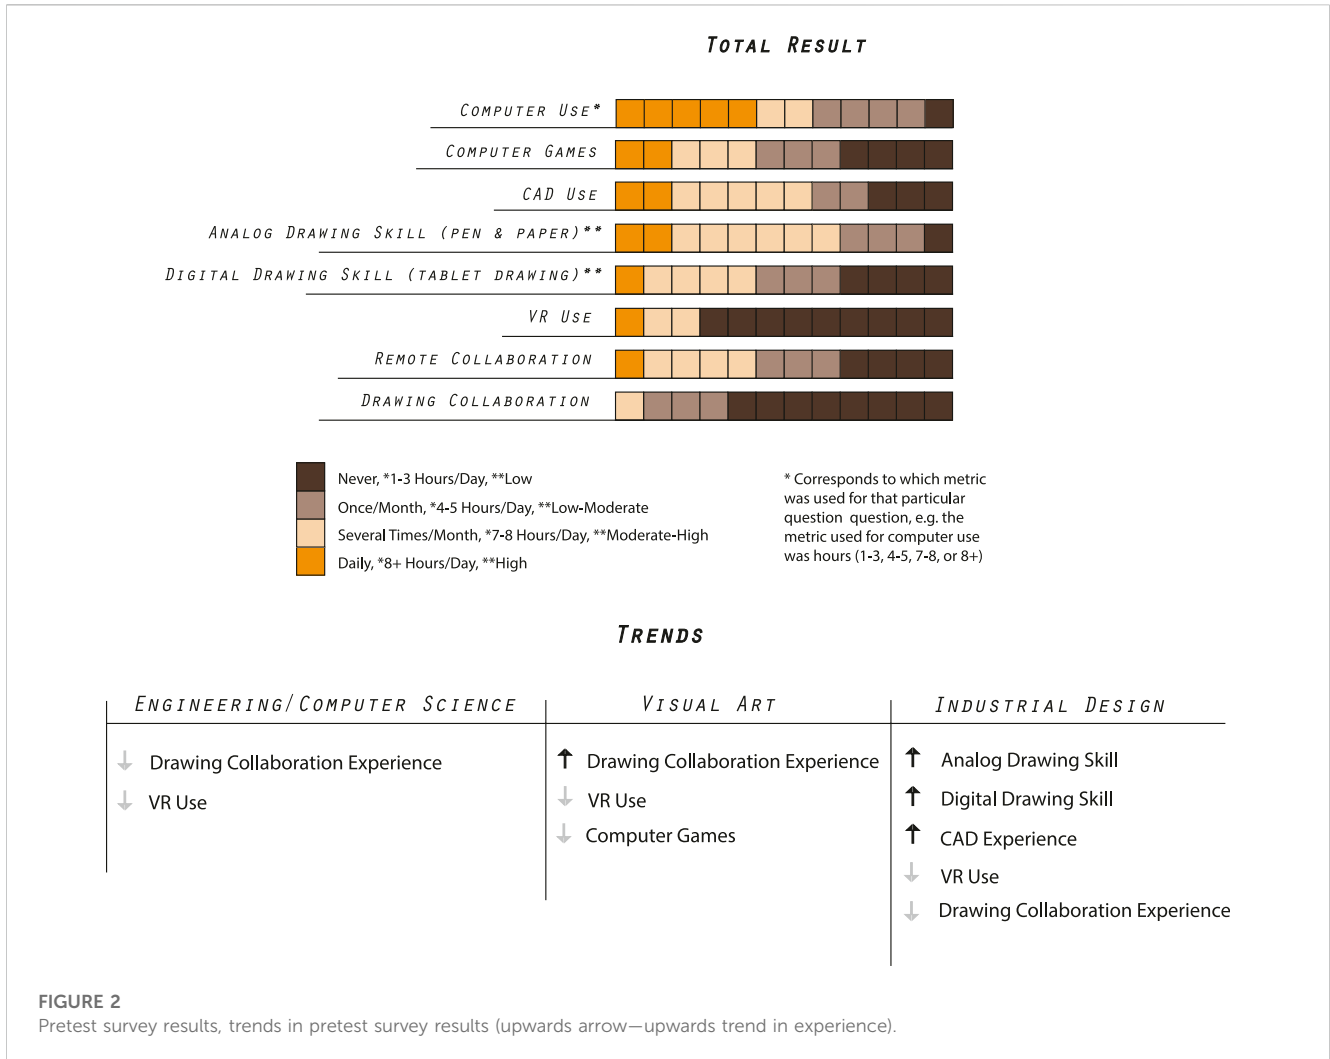 TOTAL RESULT
COMPUTER USE*
COMPUTER GAMES
CAD USE
ANALOG DRAWING SKILL (PEN & PAPER)**
DIGITAL DRAWING SKILL (TABLET DRAWING)**
VR USE
REMOTE COLLABORATION
DRAWING COLLABORATION
Never, *1-3 Hours/Day, **Low
Once/Month, *4-5 Hours/Day, **Low-Moderate
Several Times/Month, *7-8 Hours/Day, **Moderate-High
Daily, *8+ Hours/Day, **High
* Corresponds to which metric
was used for that particular
question question, e.g. the
metric used for computer use
was hours (1-3, 4-5, 7-8, or 8+)
TRENDS
ENGINEERING/COMPUTER SCIENCE
Drawing Collaboration Experience
VR Use
VISUAL ART
Drawing Collaboration Experience
VR Use
Computer Games
INDUSTRIAL DESIGN
Analog Drawing Skill
Digital Drawing Skill
CAD Experience
VR Use
Drawing Collaboration Experience
FIGURE 2
Pretest survey results, trends in pretest survey results (upwards arrow—upwards trend in experience).